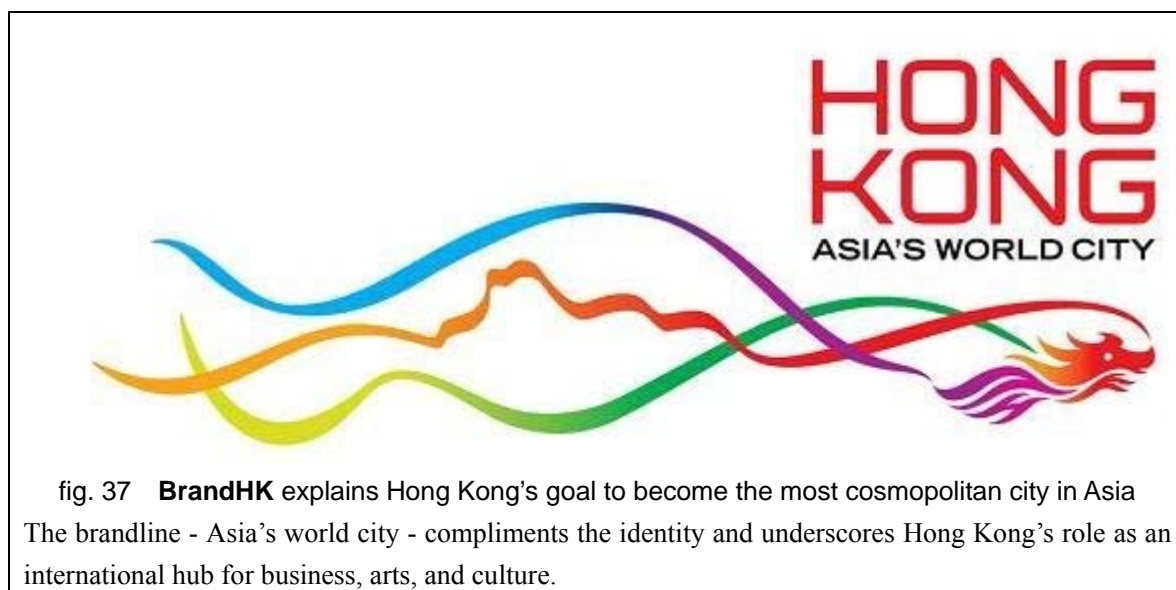 HONG
KONG
ASIA'S WORLD CITY
fig. 37 BrandHK explains Hong Kong's goal to become the most cosmopolitan city in Asia
The brandline - Asia's world city - compliments the identity and underscores Hong Kong's role as an
international hub for business, arts, and culture.